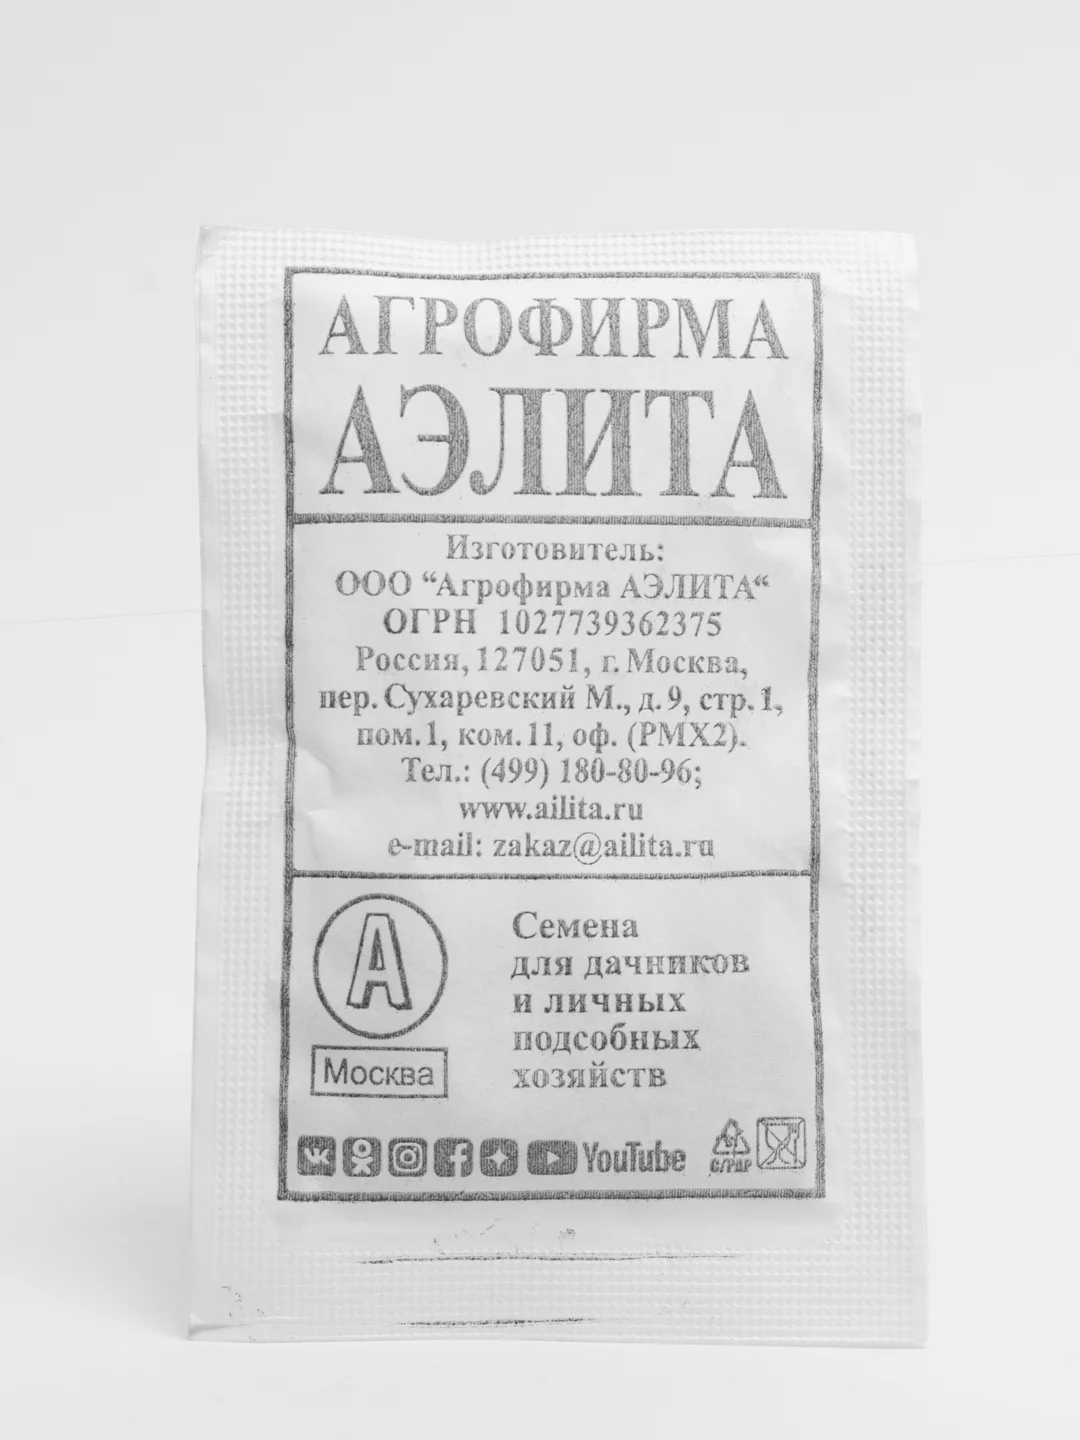 АГРОФИРМА
АЭЛИТА
Изготовитель:
ООО “Агрофирма АЭЛИТА“
ОГРН 1027739362375
Россия, 127051, г. Москва,
пер. Сухаревский М., д. 9, стр. 1,
пом. 1, ком. 11, оф. (РМХ2).
Тел.: (499) 180-80-96;
www.ailita.ru
e-mail: zakaz@ailita.ru
А
Москва
Семена
для дачников
и личных
подсобных
хозяйств
YouTube
C/PAP